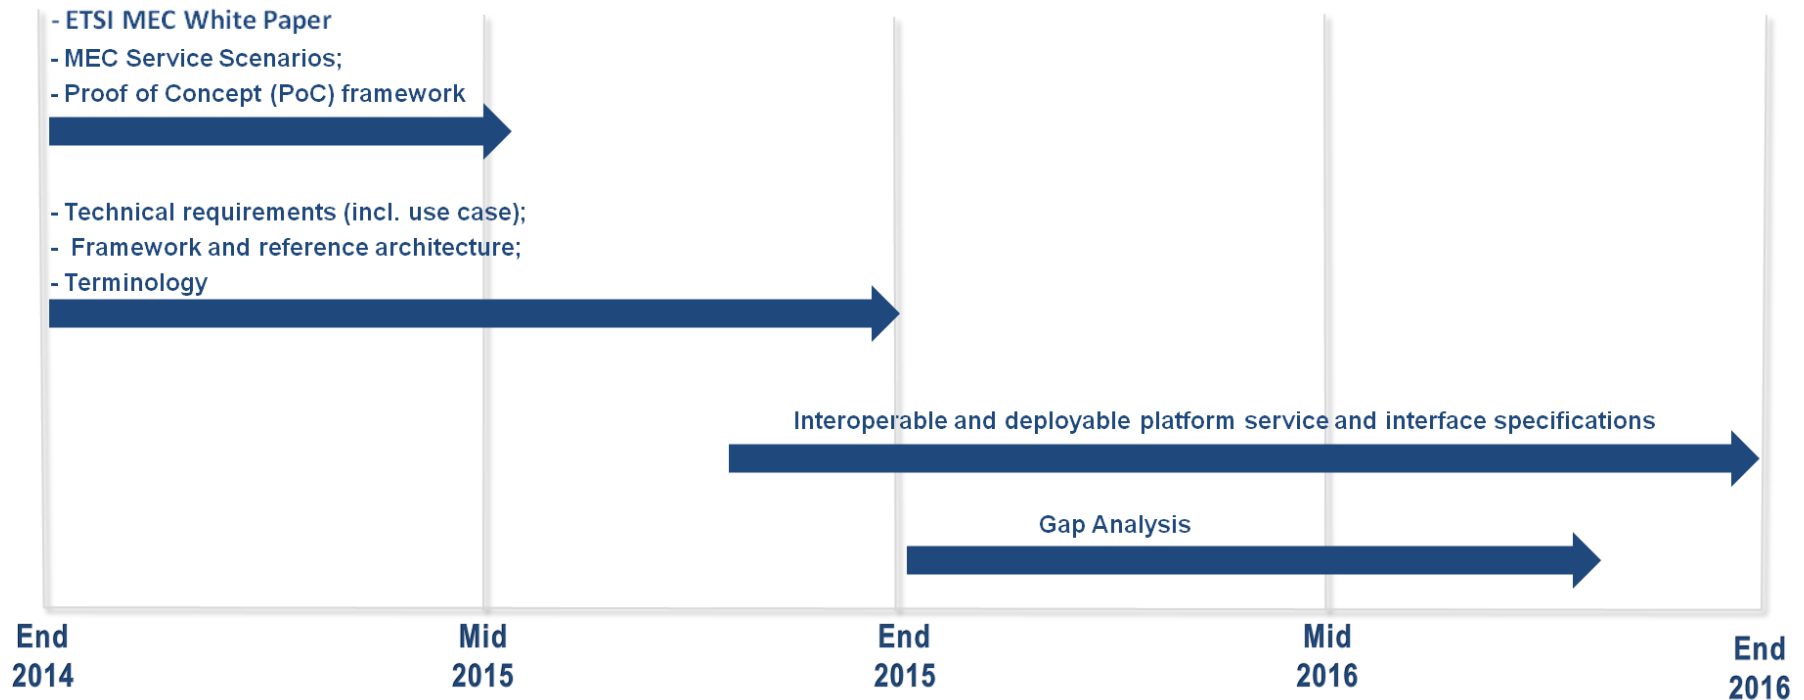 - ETSI MEC White Paper
- MEC Service Scenarios;
- Proof of Concept (PoC) framework
- Technical requirements (incl. use case);
- Framework and reference architecture;
- Terminology
Interoperable and deployable platform service and interface specifications
Gap Analysis
End
2014
Mid
2015
End
2015
Mid
2016
End
2016